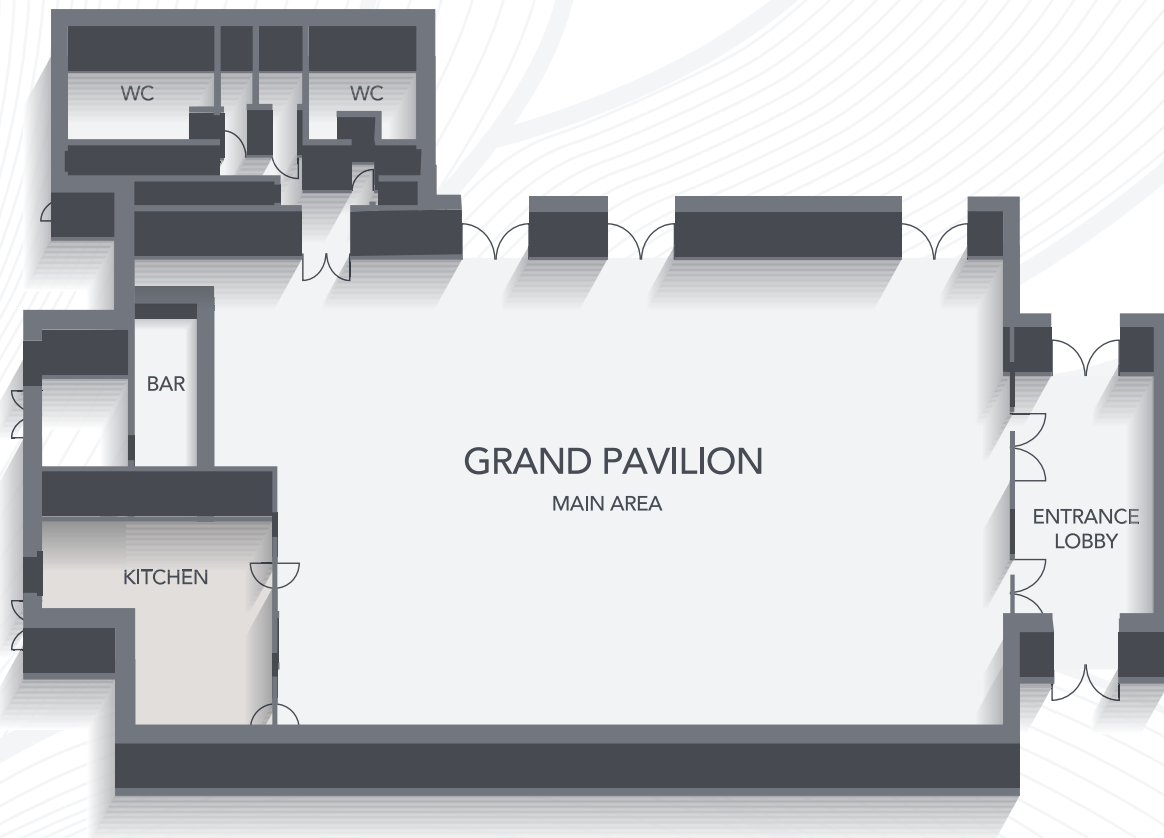 WC
WC
BAR
GRAND PAVILION
MAIN AREA
ENTRANCE
LOBBY
KITCHEN